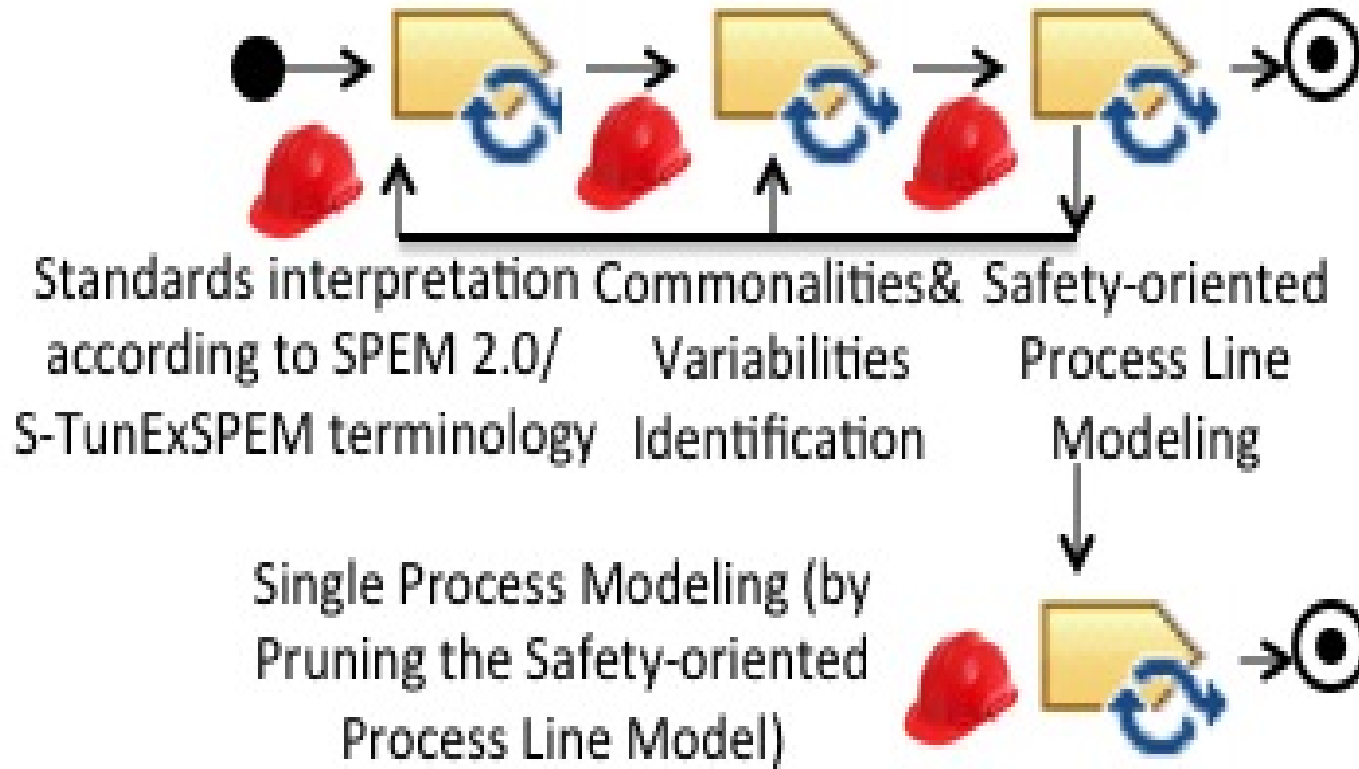 Standards interpretation
according to SPEM 2.0/
S-TunExSPEM terminology
Commonalities&
Variabilities
Identification
Safety-oriented
Process Line
Modeling
Single Process Modeling (by
Pruning the Safety-oriented
Process Line Model)